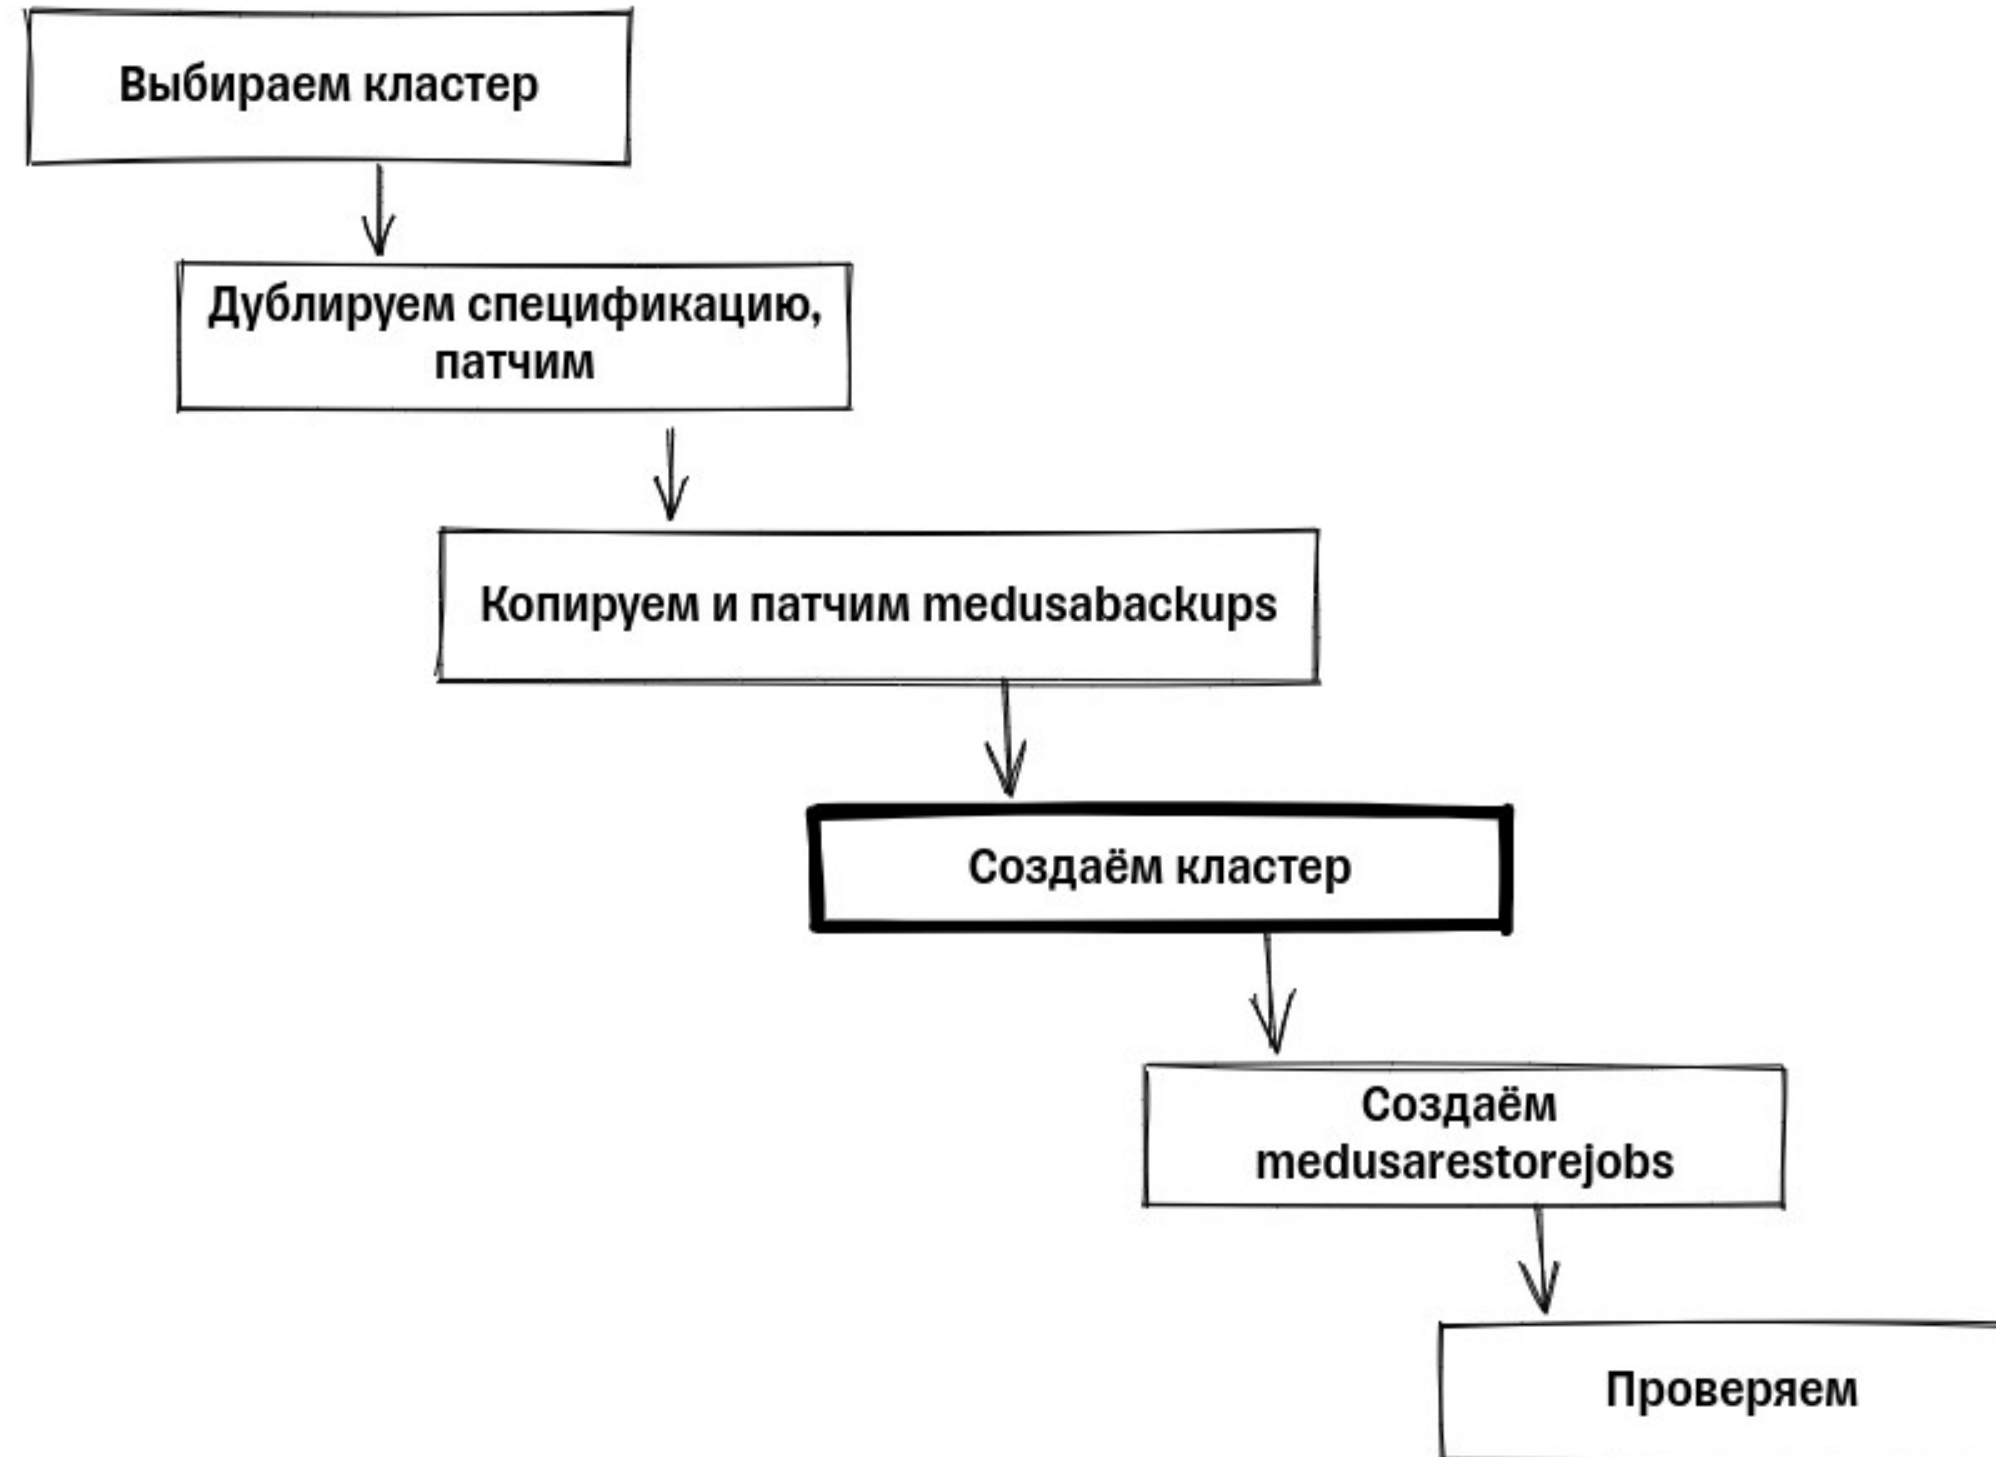 Выбираем кластер
Дублируем спецификацию,
патчим
Копируем и патчим medusabackups
Создаём кластер
Создаём
medusarestorejobs
Проверяем